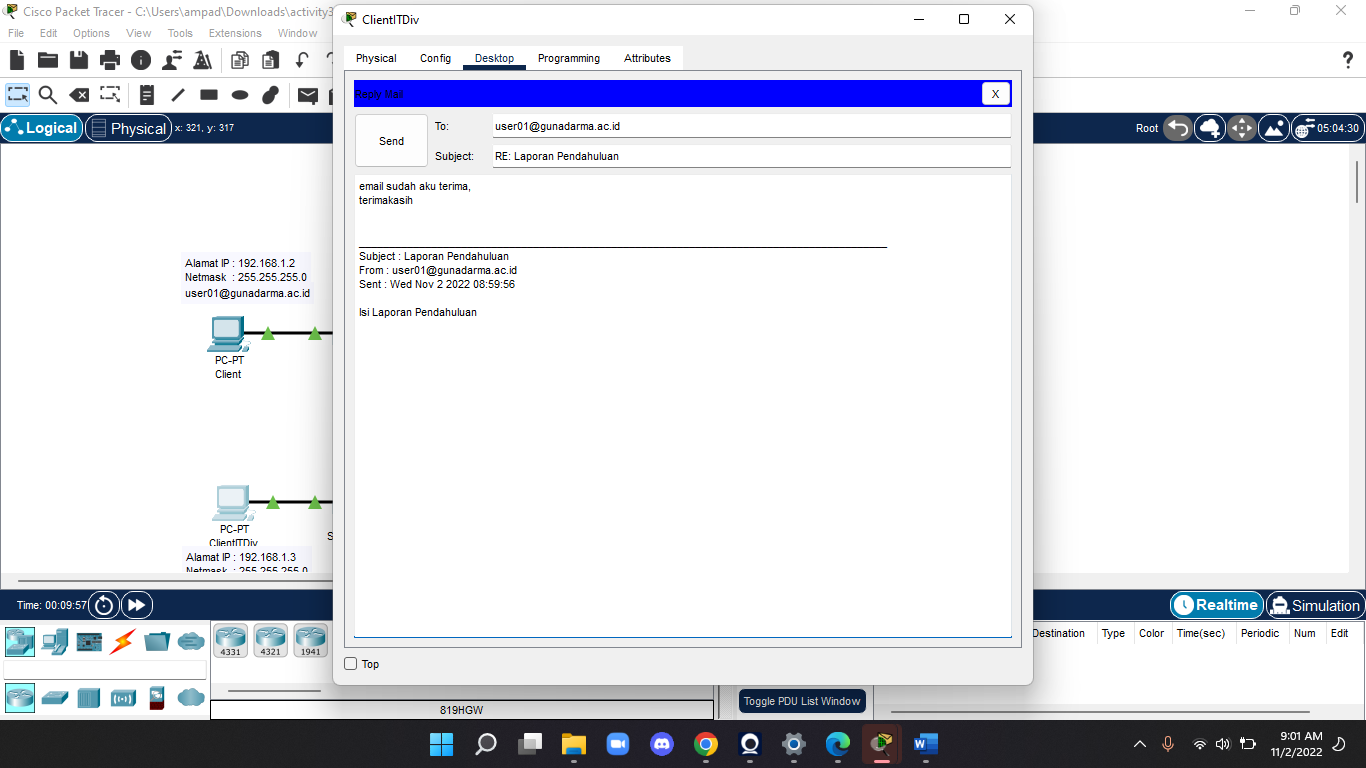 Cisco Packet Tracer - C:\Users\ampad\Downloads\activity3
File Edit Options View Tools Extensions Window
Logical
Physical
x: 321, y: 317
Root
05:04:30
Alamat IP : 192.168.1.2
Netmask : 255.255.255.0
user01@gunadarma.ac.id
PC-PT
Client
PC-PT
ClientITDiv
Alamat IP : 192.168.1.3
Netmask : 255.255.255.0
S
ClientITDiv
Physical Config Desktop Programming Attributes
Reply Mail
X
Send
To: user01@gunadarma.ac.id
Subject: RE: Laporan Pendahuluan
email sudah aku terima,
terimakasih
Subject : Laporan Pendahuluan
From : user01@gunadarma.ac.id
Sent : Wed Nov 2 2022 08:59:56
Isi Laporan Pendahuluan
Top
Time: 00:09:57
Realtime
Simulation
4331 4321 1941
819HGW
Toggle PDU List Window
Destination Type Color Time(sec) Periodic Num Edit
9:01 AM
11/2/2022